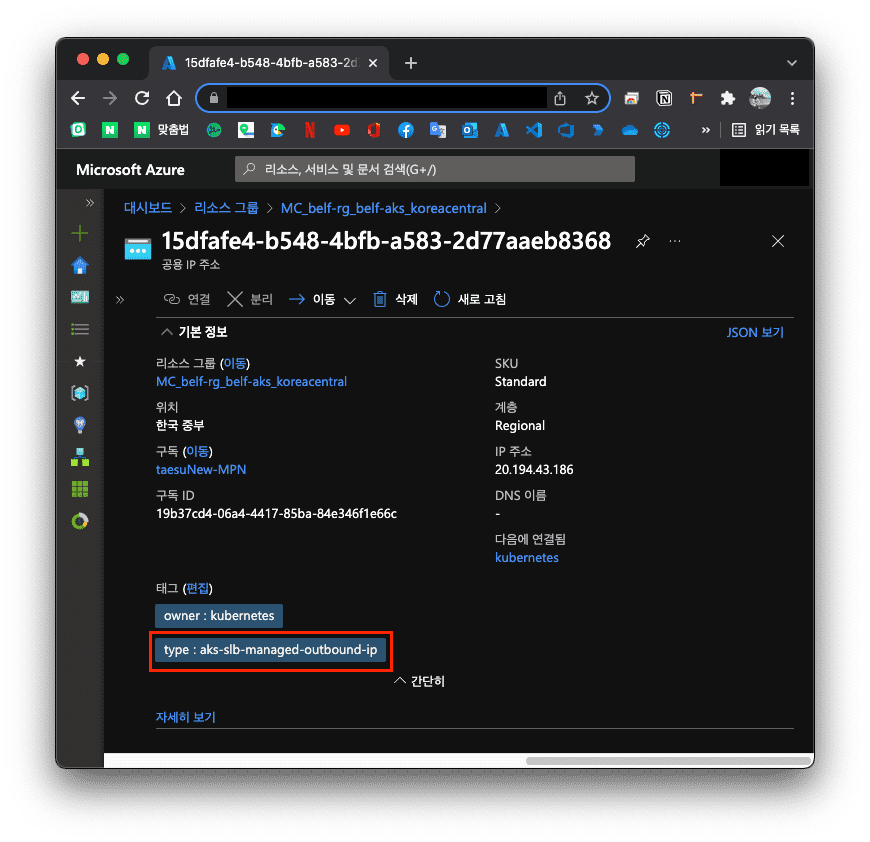 15dfafe4-b548-4bfb-a583-2d
맞춤법
읽기 목록
Microsoft Azure
리소스, 서비스 및 문서 검색(G+/)
대시보드 > 리소스 그룹 > MC_belf-rg_belf-aks_koreacentral >
15dfafe4-b548-4bfb-a583-2d77aaeb8368
공용 IP 주소
연결 분리 이동 삭제 새로 고침
기본 정보
JSON 보기
리소스 그룹 (이동)
MC_belf-rg_belf-aks_koreacentral
위치
한국 중부
구독 (이동)
taesuNew-MPN
구독 ID
19b37cd4-06a4-4417-85ba-84e346f1e66c
SKU
Standard
계층
Regional
IP 주소
20.194.43.186
DNS 이름
-
다음에 연결됨
kubernetes
태그 (편집)
owner : kubernetes
type : aks-slb-managed-outbound-ip
간단히
자세히 보기